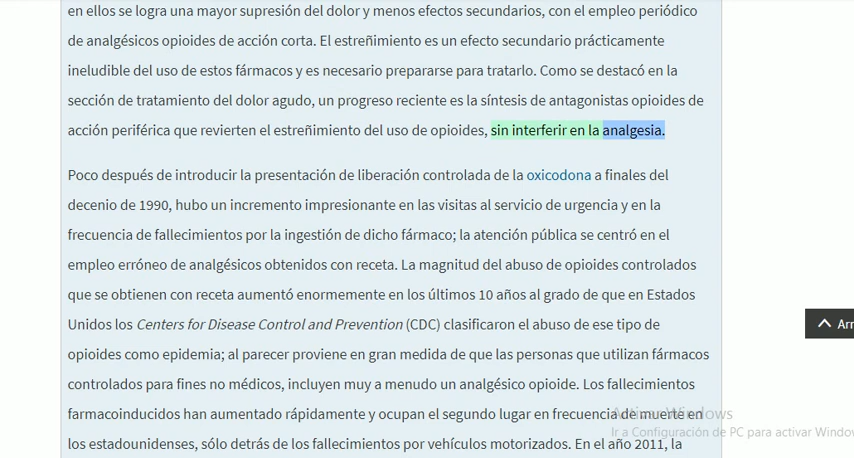 en ellos se logra una mayor supresión del dolor y menos efectos secundarios, con el empleo periódico
de analgésicos opioides de acción corta. El estreñimiento es un efecto secundario prácticamente
ineludible del uso de estos fármacos y es necesario prepararse para tratarlo. Como se destacó en la
sección de tratamiento del dolor agudo, un progreso reciente es la síntesis de antagonistas opioides de
acción periférica que revierten el estreñimiento del uso de opioides, sin interferir en la analgesia.
Poco después de introducir la presentación de liberación controlada de la oxicodona a finales del
decenio de 1990, hubo un incremento impresionante en las visitas al servicio de urgencia y en la
frecuencia de fallecimientos por la ingestión de dicho fármaco; la atención pública se centró en el
empleo erróneo de analgésicos obtenidos con receta. La magnitud del abuso de opioides controlados
que se obtienen con receta aumentó enormemente en los últimos 10 años al grado de que en Estados
Unidos los Centers for Disease Control and Prevention (CDC) clasificaron el abuso de ese tipo de
Arr
opioides como epidemia; al parecer proviene en gran medida de que las personas que utilizan fármacos
controlados para fines no médicos, incluyen muy a menudo un analgésico opioide. Los fallecimientos
farmacoinducidos han aumentado rápidamente y ocupan el segundo lugar en frecuencia de muerte en
los estadounidenses, sólo detrás de los fallecimientos por vehículos motorizados. En el año 2011, la
Activar Windows
Ir a Configuración de PC para activar Window